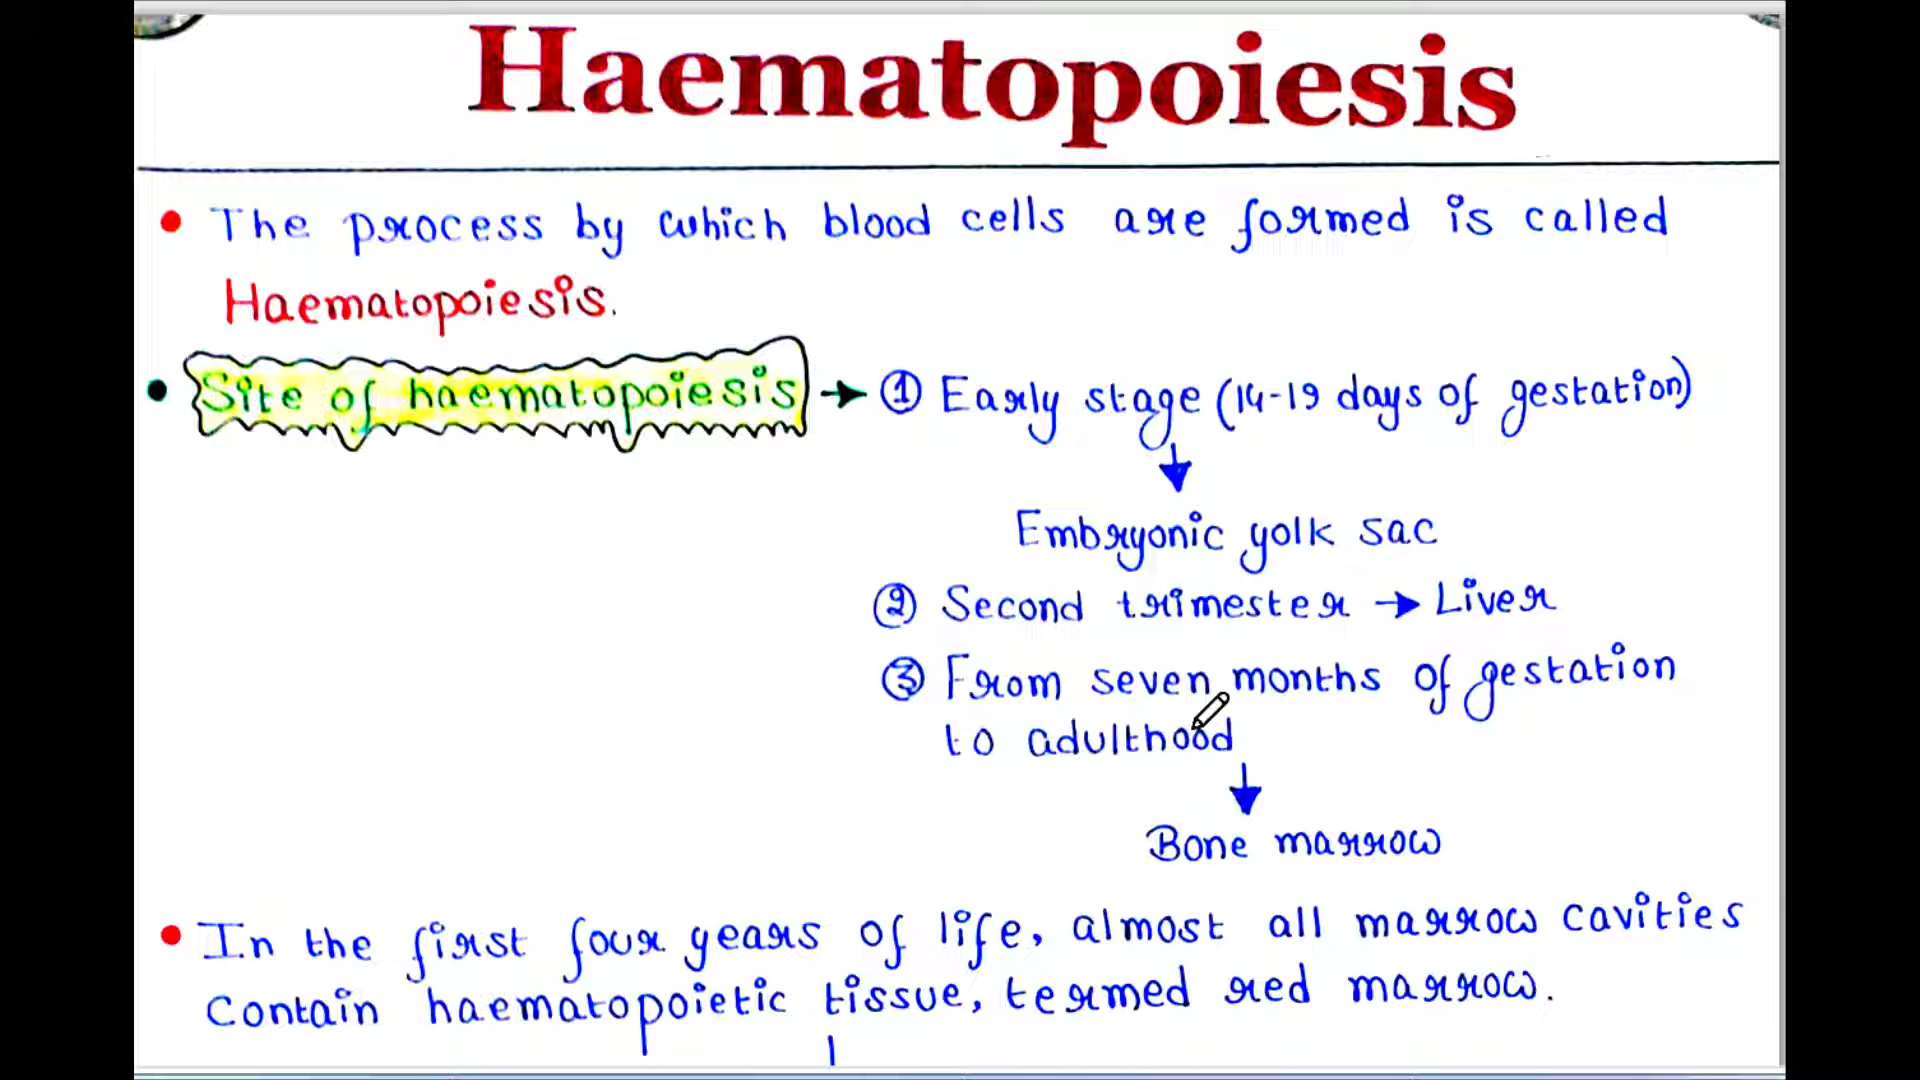 Haematopoiesis
• The process by which blood cells are formed is called
Haematopoiesis.
• Site of haematopoiesis → ① Early stage (14-19 days of gestation)
↓
Embryonic yolk sac
② Second trimester → Liver
③ From seven months of gestation
to adulthood
↓
Bone marrow
• In the first four years of life, almost all marrow cavities
contain haematopoietic tissue, termed red marrow.